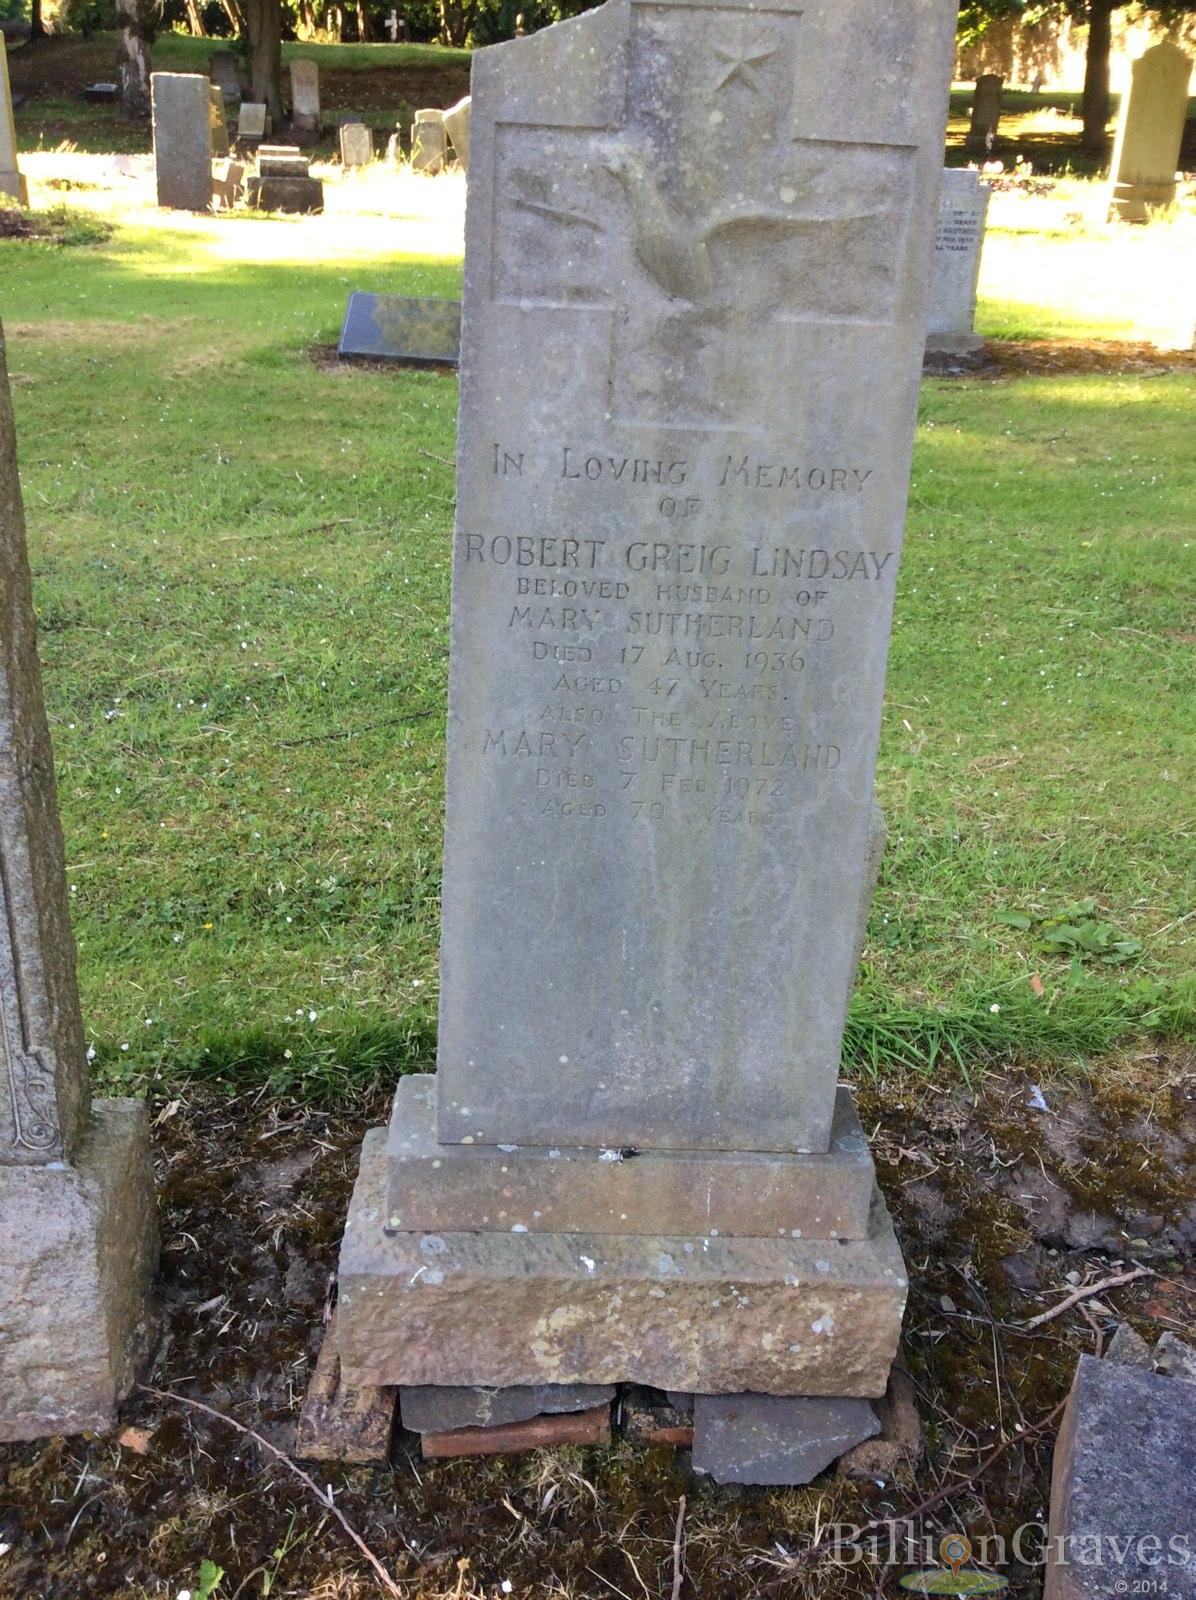 IN LOVING MEMORY
OF
ROBERT GREIG LINDSAY
BELOVED HUSBAND OF
MARY SUTHERLAND
DIED 17 AUG. 1936
AGED 47 YEARS.
ALSO THE ABOVE
MARY SUTHERLAND
DIED 7 FEB 1972
AGED YEARS
BillionGraves
© 2014